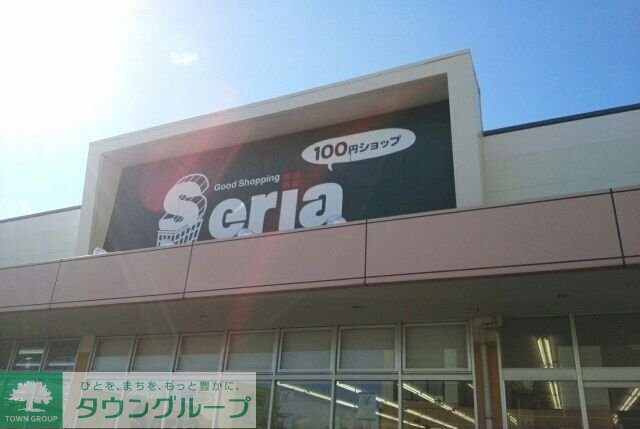 100円ショップ
Good Shopping
Seria
ひとを、まちを、もっと豊かに。
タウングループ
TOWN GROUP